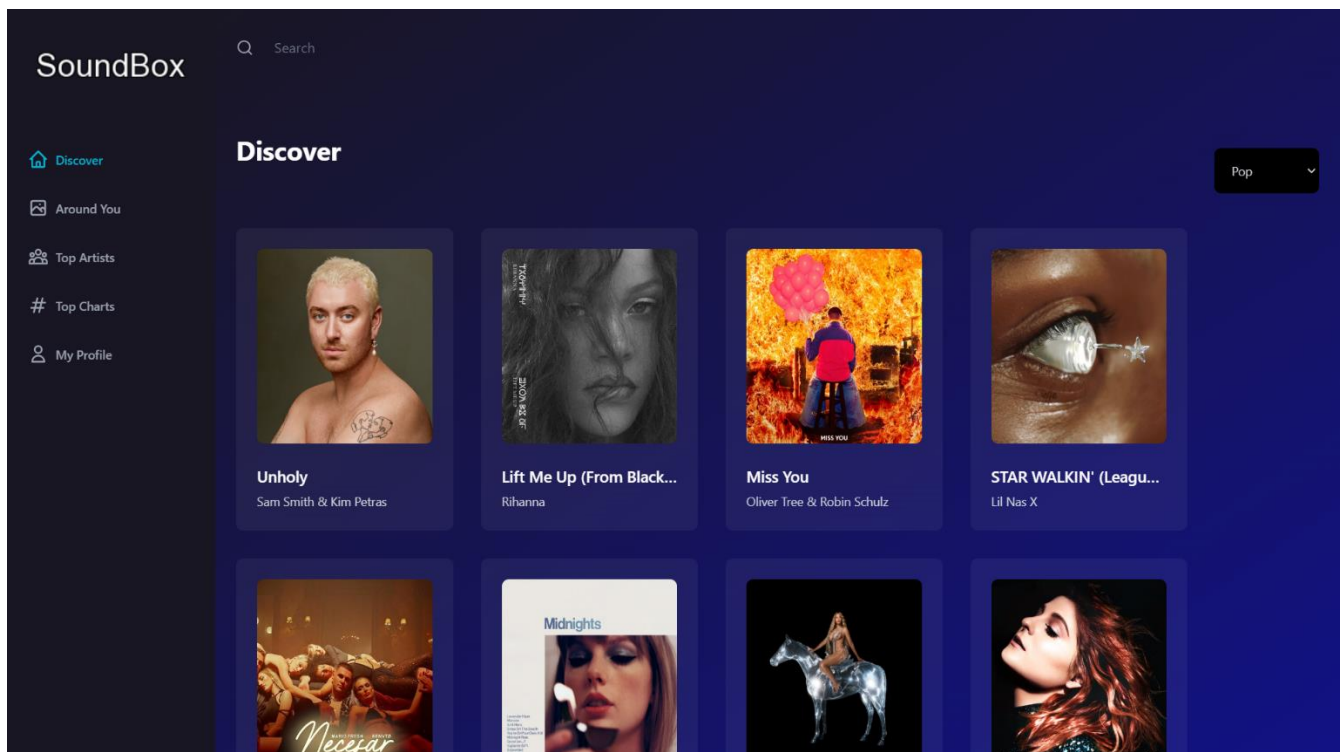 SoundBox
Search
Discover
Around You
Top Artists
Top Charts
My Profile
Discover
Pop
MISS YOU
Unholy
Sam Smith & Kim Petras
Lift Me Up (From Black...
Rihanna
Miss You
Oliver Tree & Robin Schulz
STAR WALKIN' (Leagu...
Lil Nas X
Necesar
Midnights